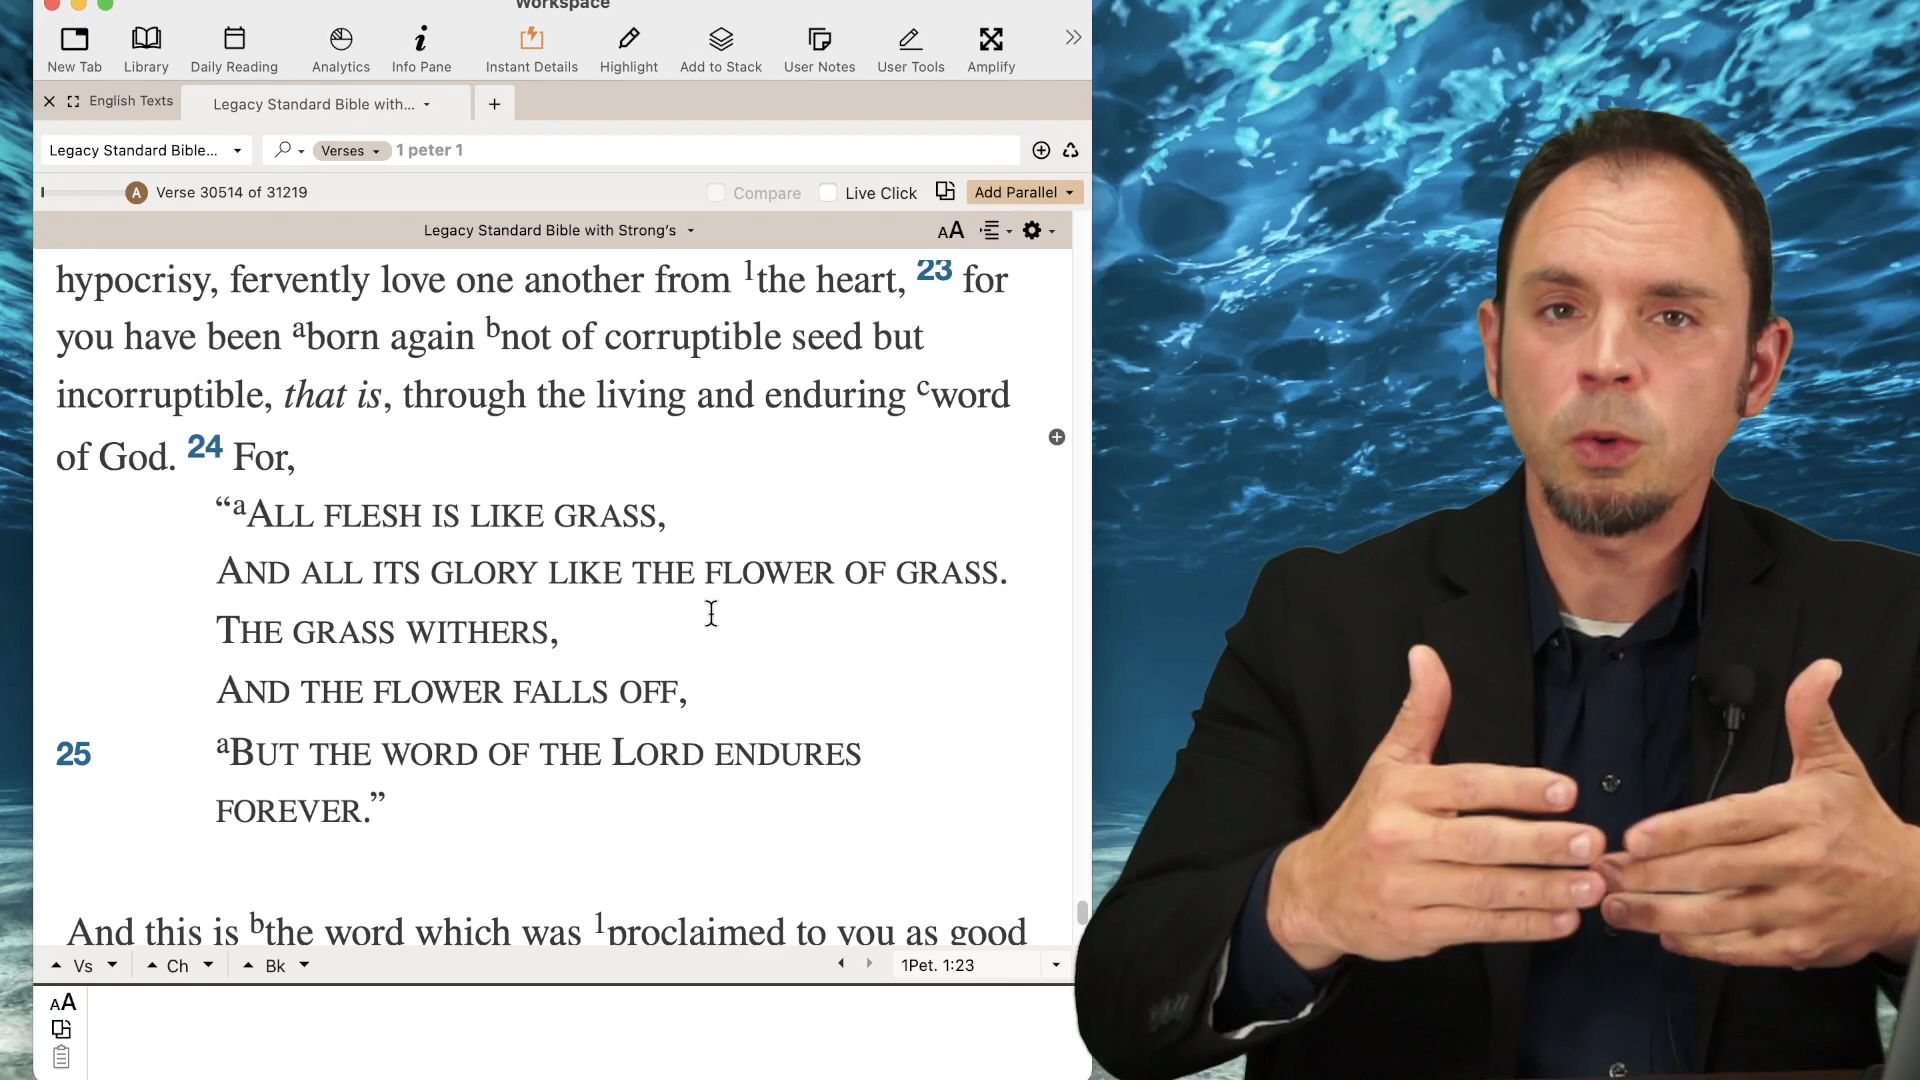 Workspace
New Tab Library Daily Reading Analytics Info Pane Instant Details Highlight Add to Stack User Notes User Tools Amplify
English Texts Legacy Standard Bible with...
Legacy Standard Bible... Verses 1 peter 1
A Verse 30514 of 31219 Compare Live Click Add Parallel
Legacy Standard Bible with Strong's AA
hypocrisy, fervently love one another from 1the heart, 23 for
you have been aborn again bnot of corruptible seed but
incorruptible, that is, through the living and enduring cword
of God. 24 For,
“aALL FLESH IS LIKE GRASS,
AND ALL ITS GLORY LIKE THE FLOWER OF GRASS.
THE GRASS WITHERS,
AND THE FLOWER FALLS OFF,
25 aBUT THE WORD OF THE LORD ENDURES
FOREVER.”
And this is bthe word which was 1proclaimed to you as good
Vs Ch Bk 1Pet. 1:23
AA